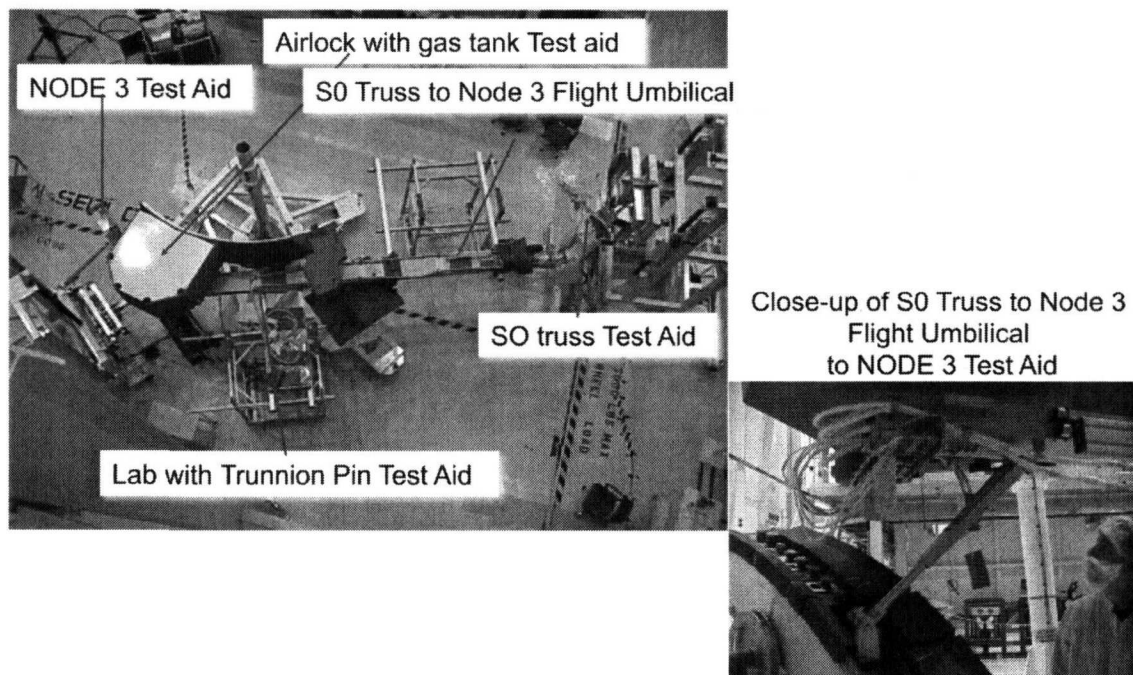 Airlock with gas tank Test aid
NODE 3 Test Aid
S0 Truss to Node 3 Flight Umbilical
SO truss Test Aid
Lab with Trunnion Pin Test Aid
LOAD
Close-up of S0 Truss to Node 3
Flight Umbilical
to NODE 3 Test Aid